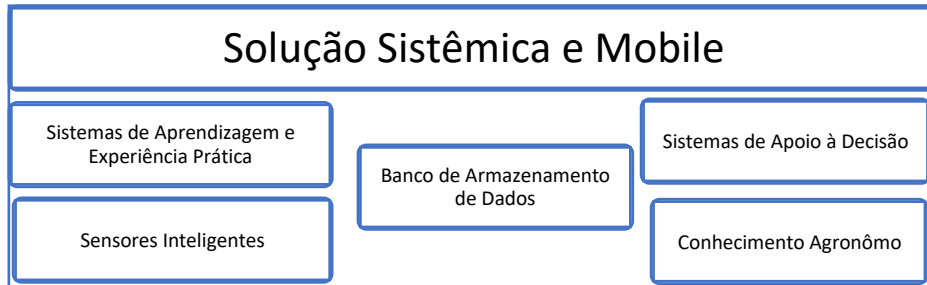 Solução Sistêmica e Mobile
Sistemas de Aprendizagem e
Experiência Prática
Sensores Inteligentes
Banco de Armazenamento
de Dados
Sistemas de Apoio à Decisão
Conhecimento Agronômo